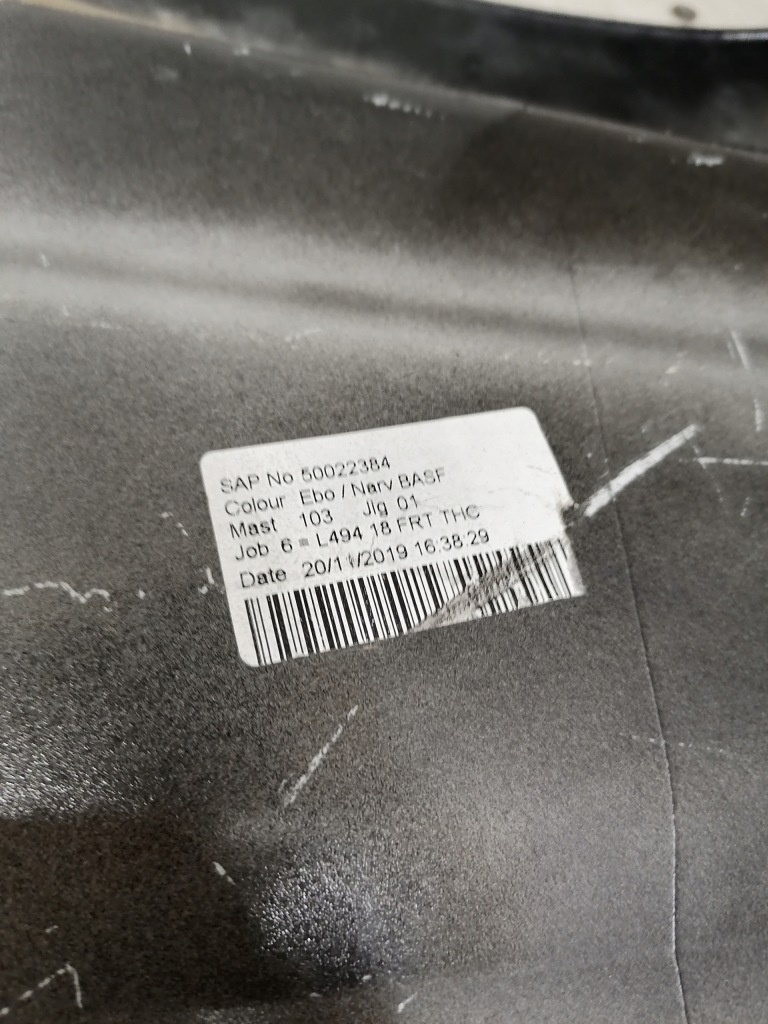 SAP No 50022384
Colour Ebo / Narv BASF
Mast 103 Jig 01
Job 6 = L494 18 FRT THC
Date 20/11/2019 16:38:29